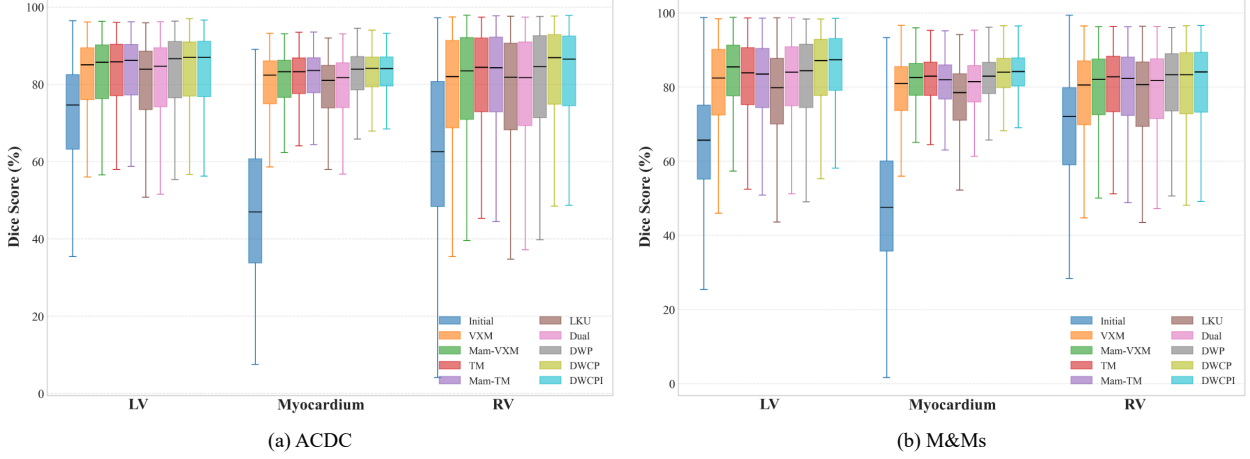 100
80
60
40
20
0
Dice Score (%)
LV
Myocardium
RV
Initial
VXM
Mam-VXM
TM
Mam-TM
LKU
Dual
DWP
DWCP
DWCPI
(a) ACDC
100
80
60
40
20
0
Dice Score (%)
LV
Myocardium
RV
Initial
VXM
Mam-VXM
TM
Mam-TM
LKU
Dual
DWP
DWCP
DWCPI
(b) M&Ms